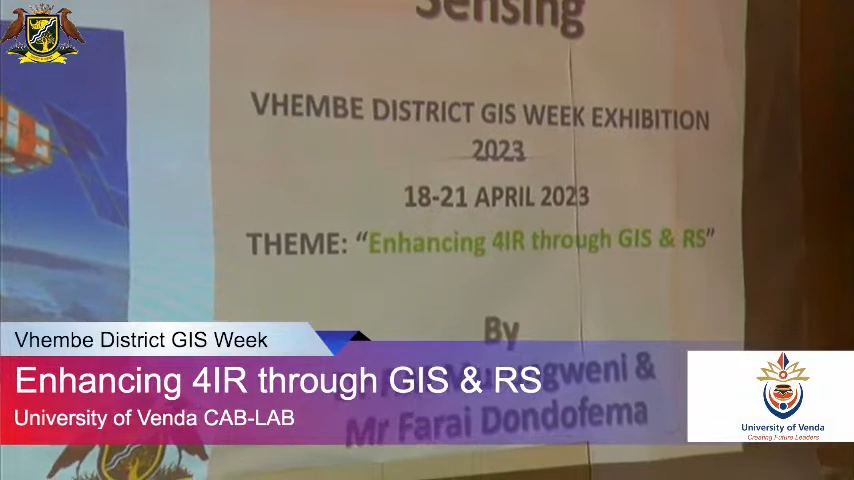 Sensing
VHEMBE DISTRICT GIS WEEK EXHIBITION
2023
18-21 APRIL 2023
THEME: “Enhancing 4IR through GIS & RS”
By
&
Mr Farai Dondofema
Vhembe District GIS Week
Enhancing 4IR through GIS & RS
University of Venda CAB-LAB
University of Venda
Creating Future Leaders